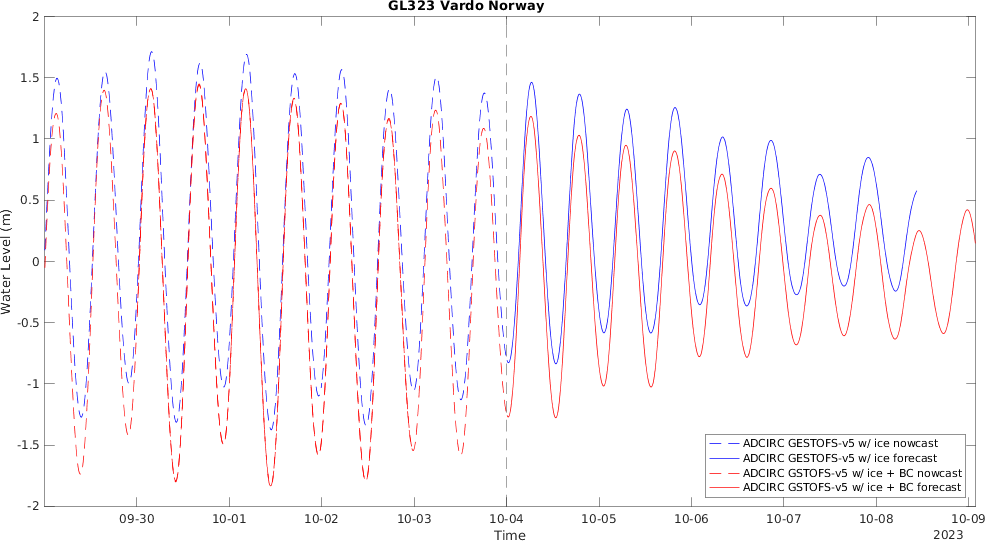 GL323 Vardo Norway
2
1.5
1
0.5
0
-0.5
-1
-1.5
-2
Water Level (m)
ADCIRC GESTOFS-v5 w/ ice nowcast
ADCIRC GESTOFS-v5 w/ ice forecast
ADCIRC GSTOFS-v5 w/ ice + BC nowcast
ADCIRC GSTOFS-v5 w/ ice + BC forecast
09-30 10-01 10-02 10-03 10-04 10-05 10-06 10-07 10-08 10-09
Time
2023